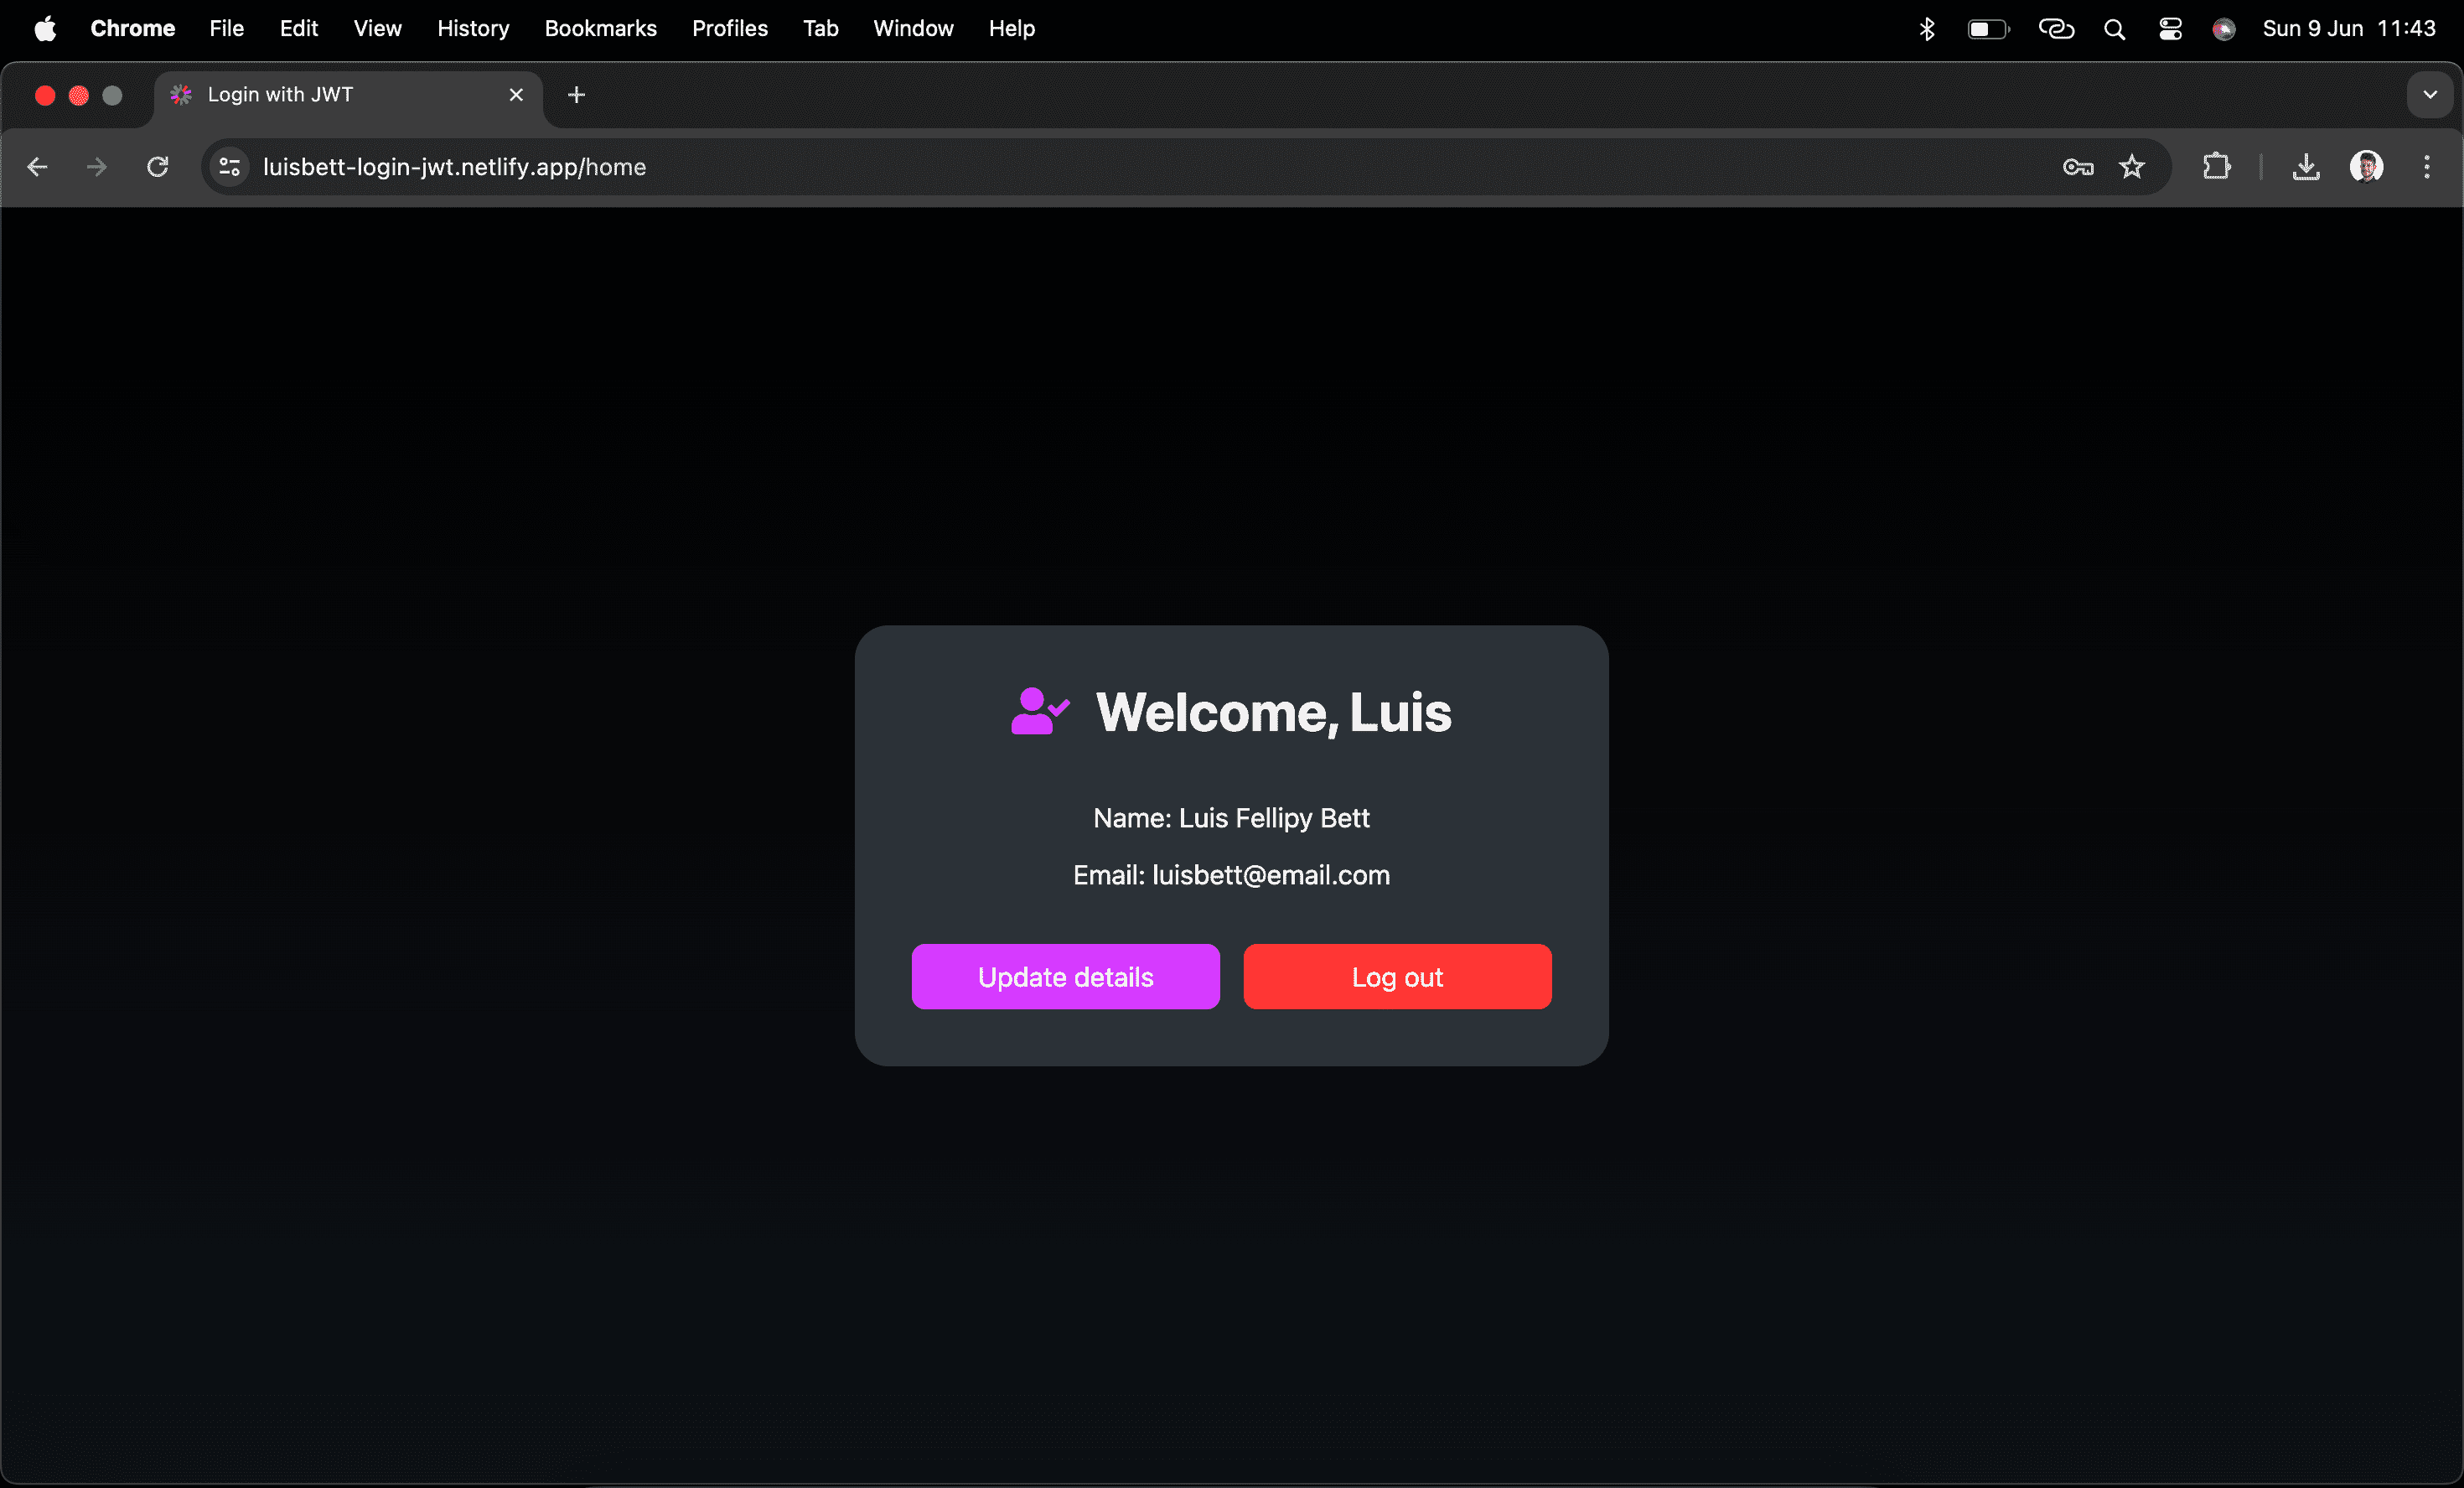 Chrome File Edit View History Bookmarks Profiles Tab Window Help Sun 9 Jun 11:43
Login with JWT
luisbett-login-jwt.netlify.app/home
Welcome, Luis
Name: Luis Fellipy Bett
Email: luisbett@email.com
Update details Log out